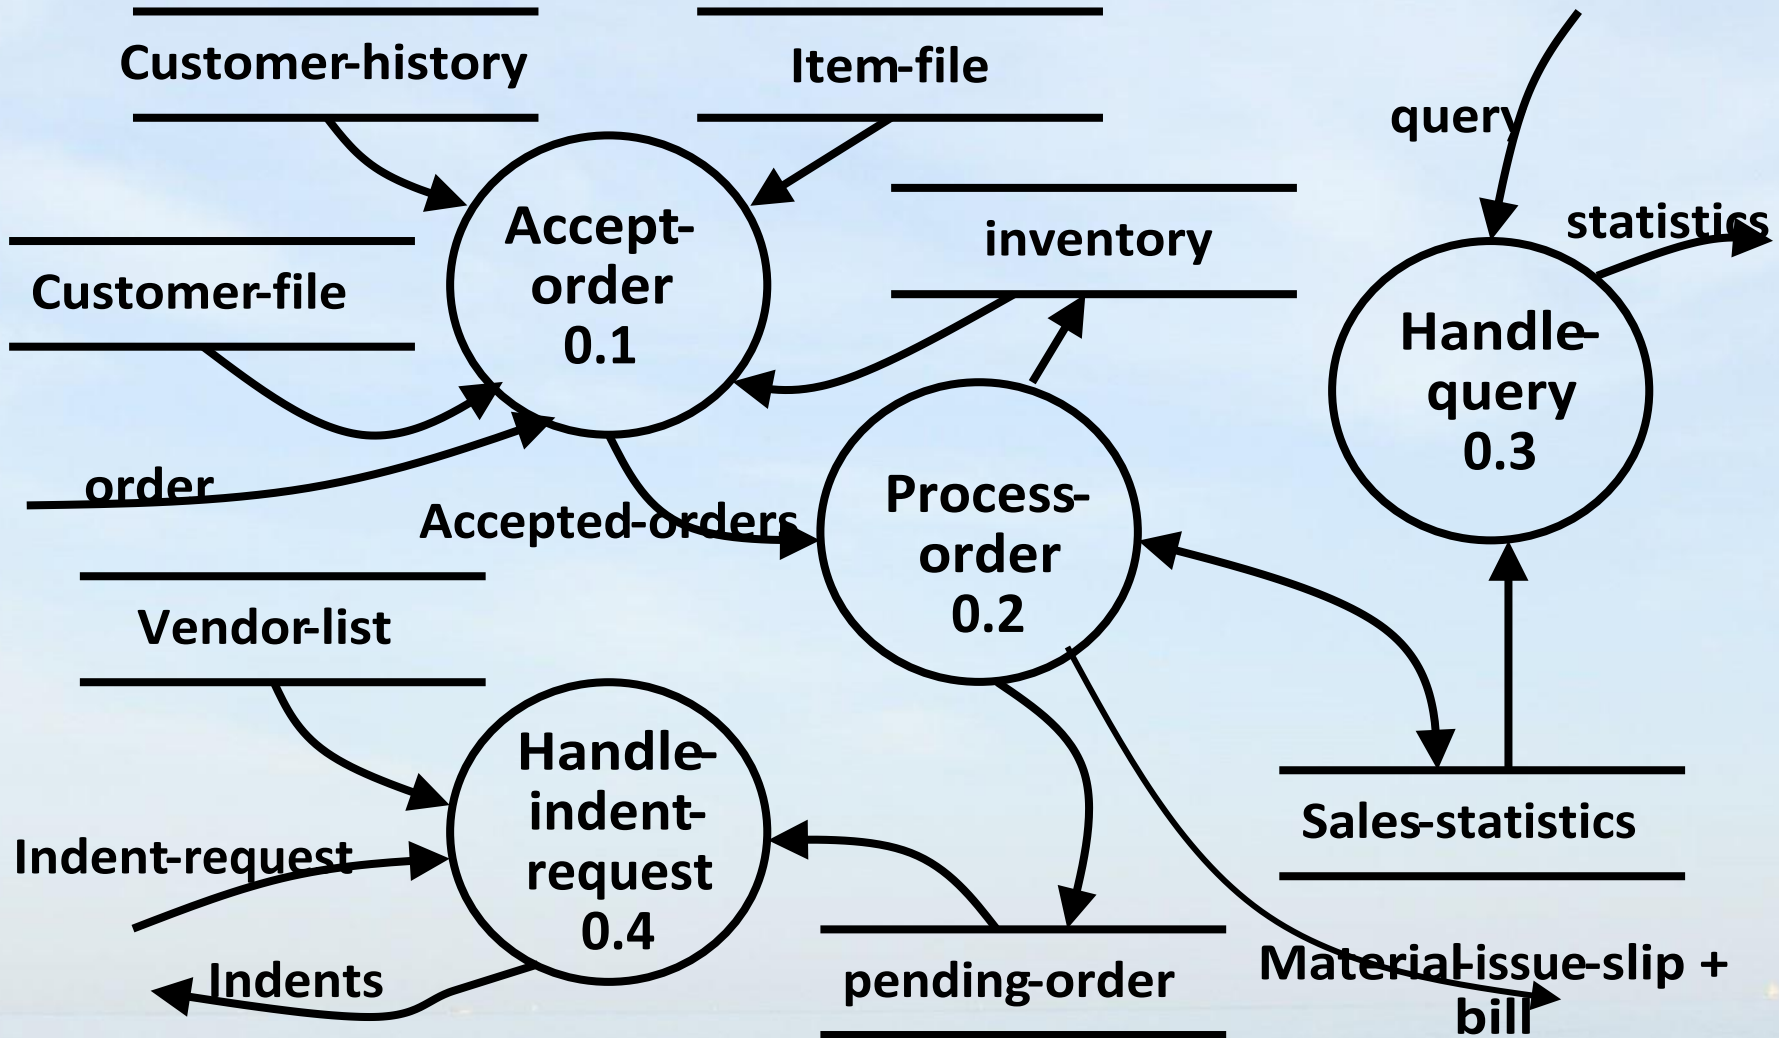 Customer-history
Item-file
query
Accept-
order
0.1
inventory
statistics
Customer-file
Handle-
query
0.3
order
Accepted-orders
Process-
order
0.2
Vendor-list
Handle-
indent-
request
0.4
Indent-request
Sales-statistics
Indents
pending-order
Material-issue-slip +
bill